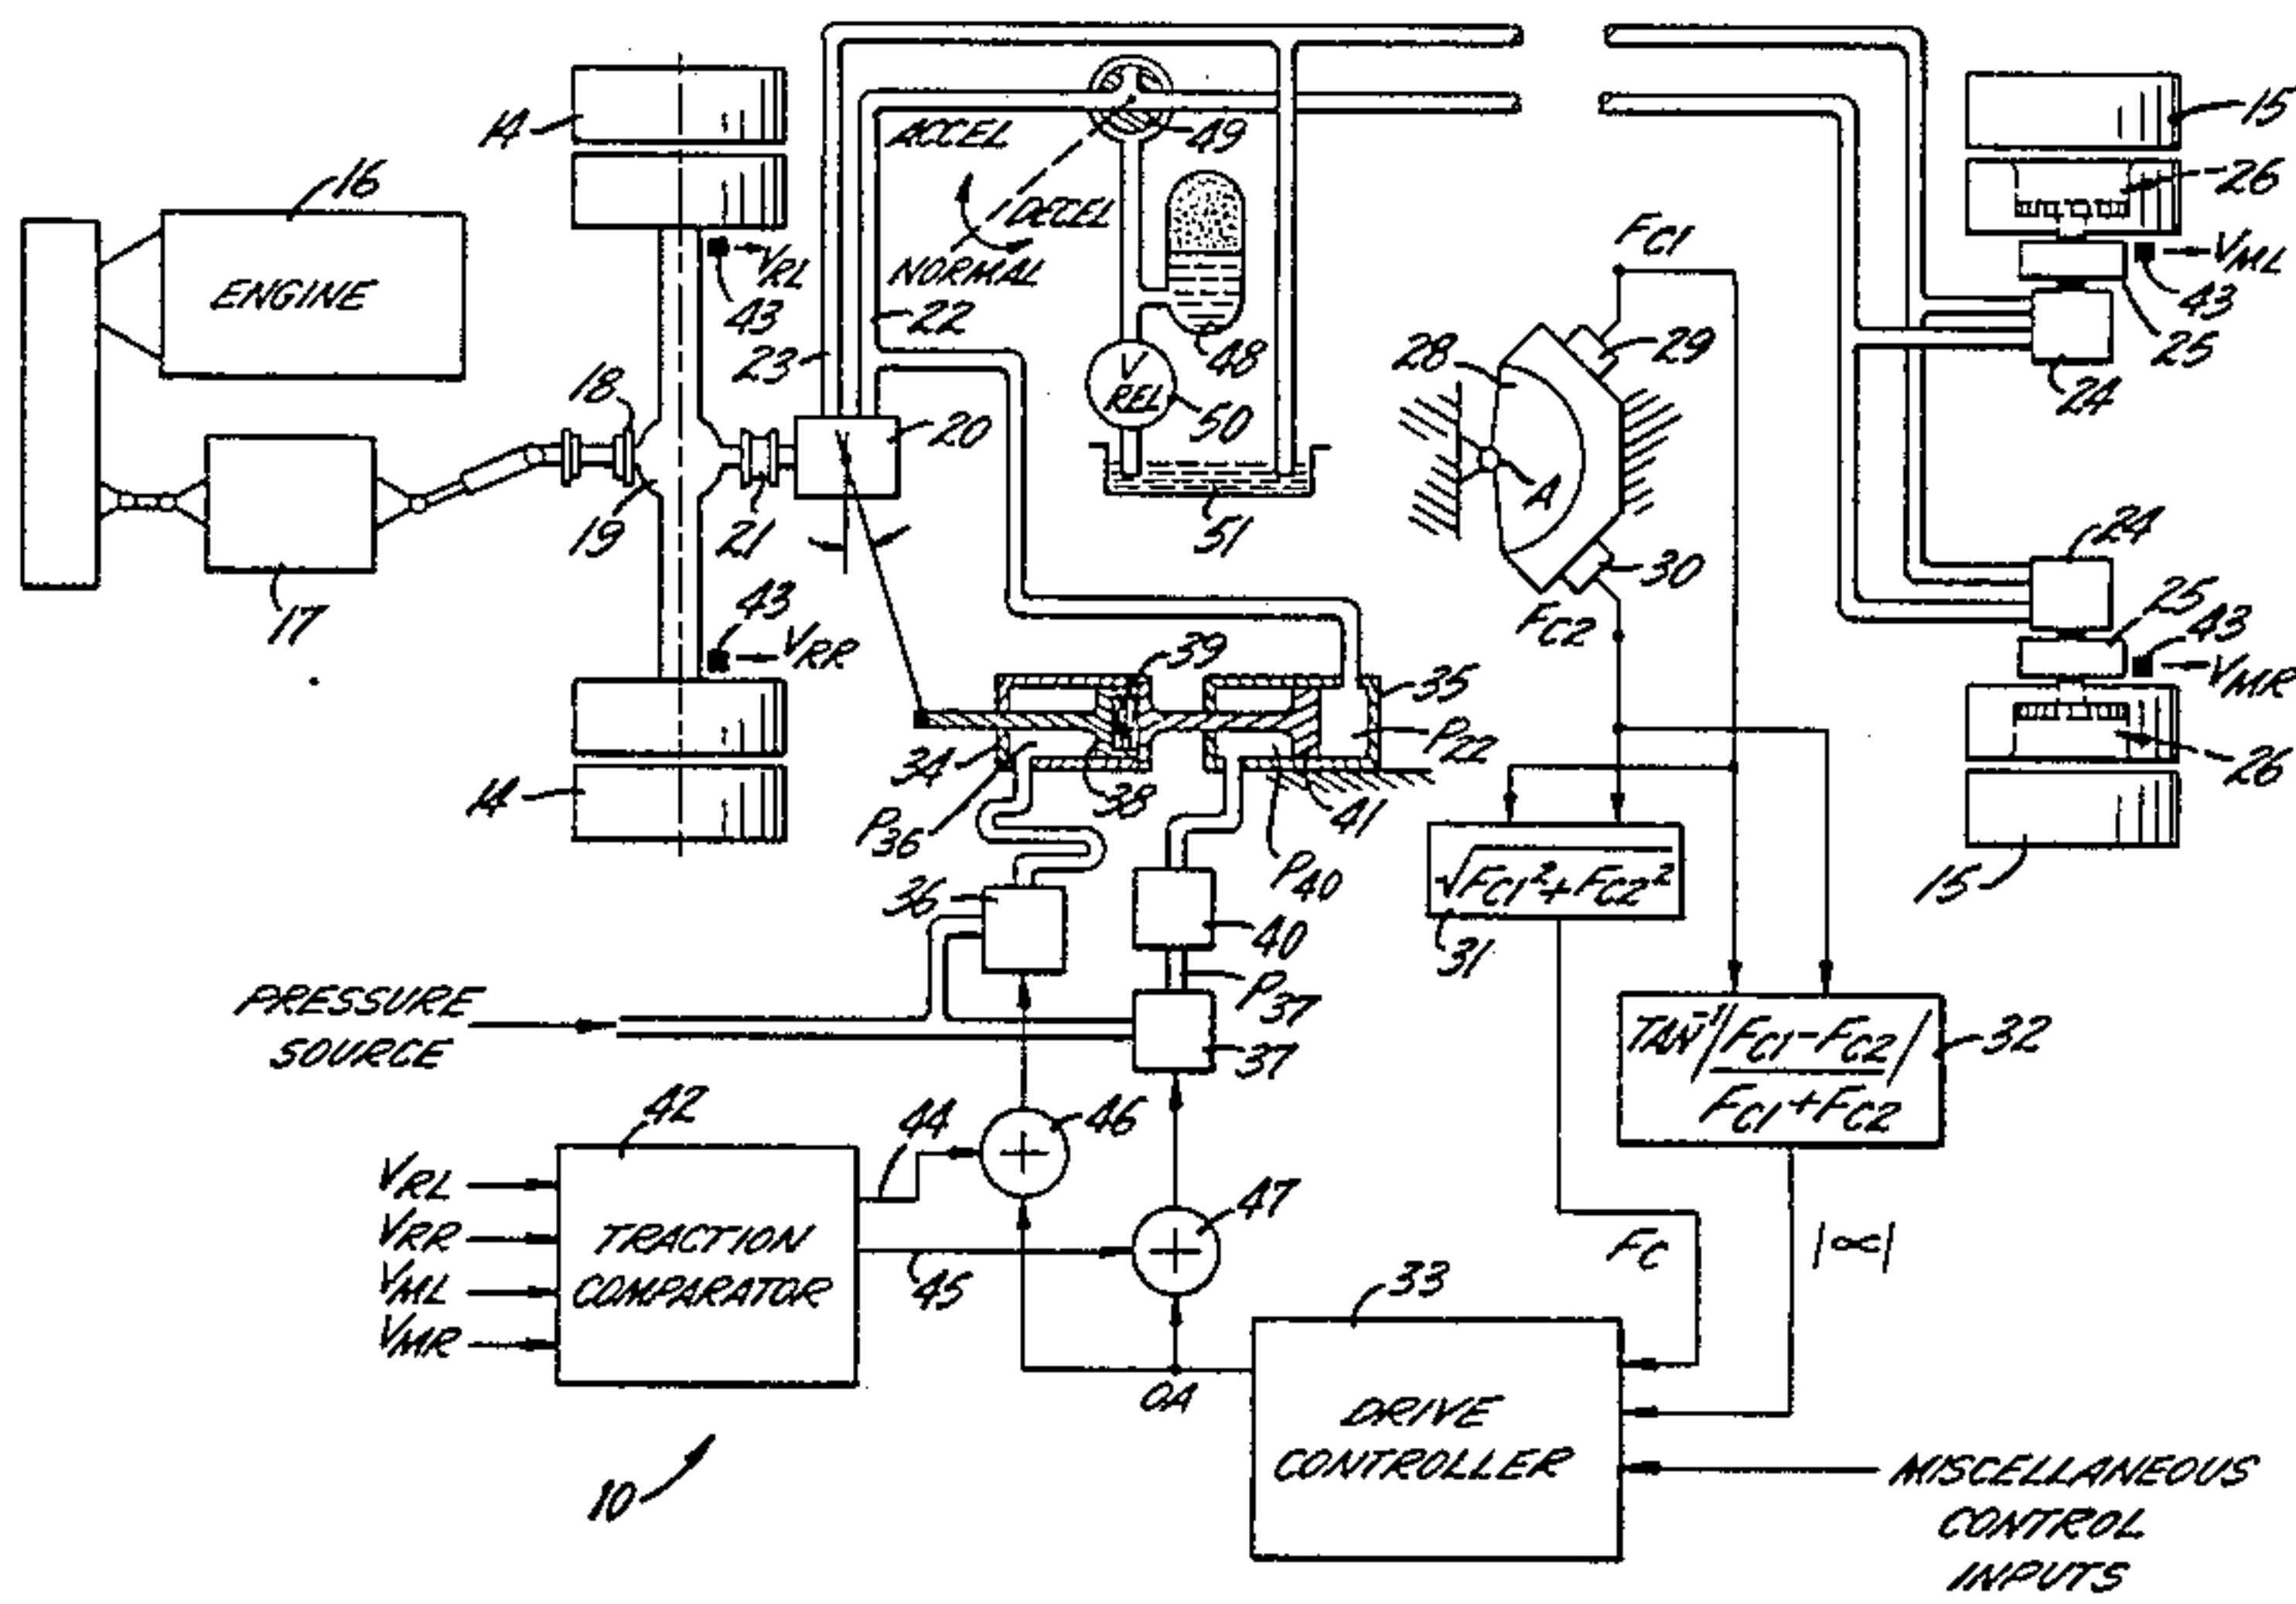 14
15
16
26
ENGINE
ACCEL
49
DECEL
NORMAL
VRL
43
FC1
VML
43
25
24
22
23
48
V
REL
50
28
29
18
20
A
19
21
51
30
24
17
43
VRR
FC2
25
43
VMR
39
35
34
P22
38
41
26
14
P36
P40
15
36
√FC1²+FC2²
31
40
P37
PRESSURE
SOURCE
37
TAN⁻¹/FC1-FC2/
FC1+FC2
32
42
44
46
VRL
VRR
VML
VMR
TRACTION
COMPARATOR
45
47
FC
|∝|
33
OA
DRIVE
CONTROLLER
10
MISCELLANEOUS
CONTROL
INPUTS